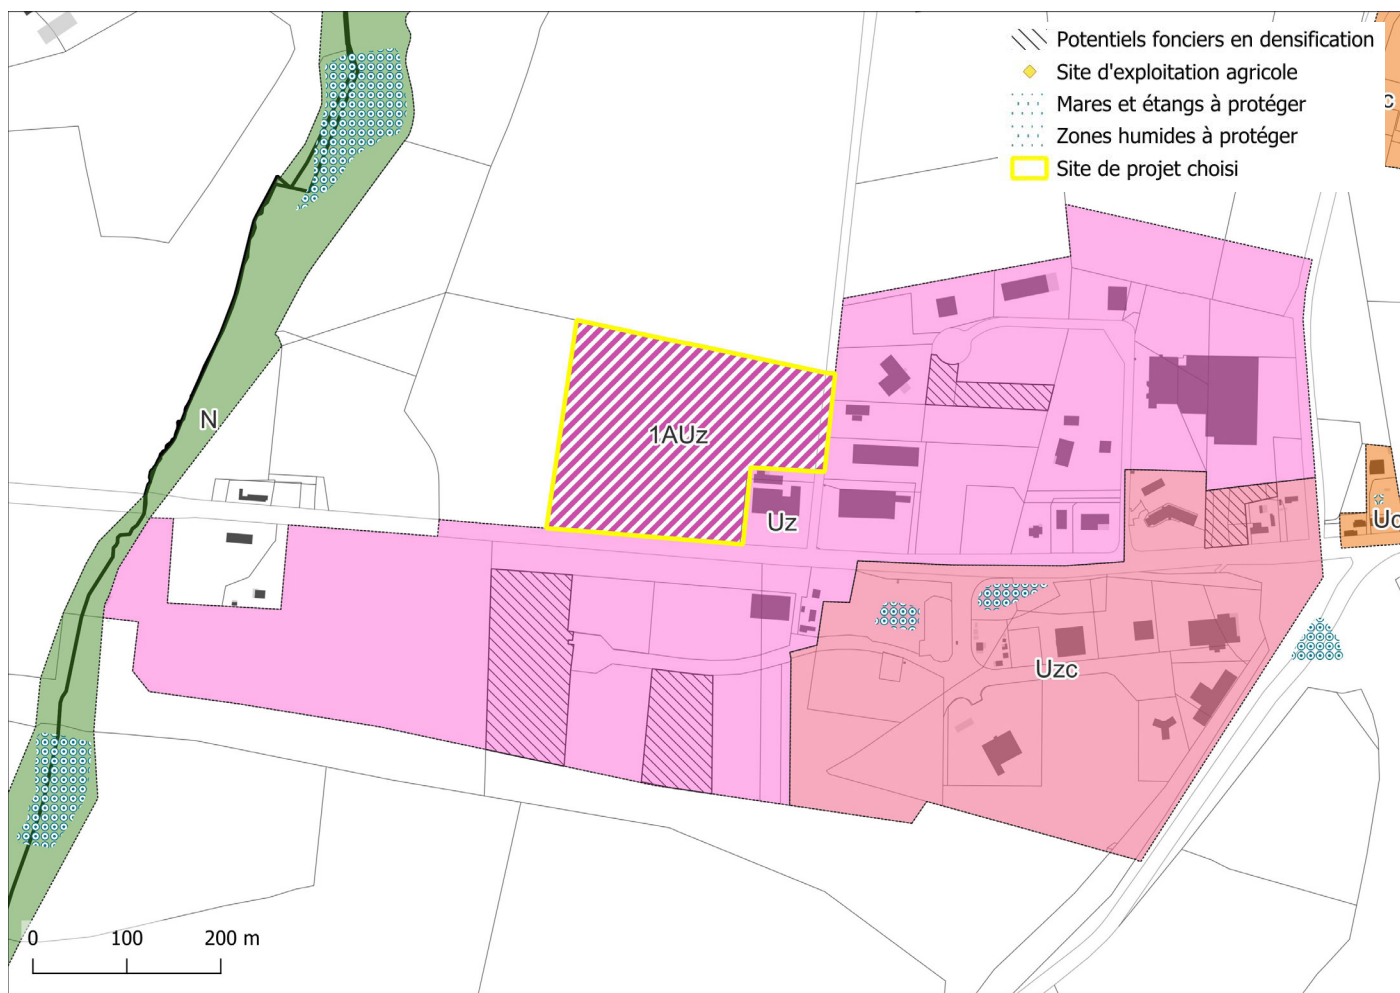 Potentiels fonciers en densification
Site d'exploitation agricole
Mares et étangs à protéger
Zones humides à protéger
Site de projet choisi
N
1AUz
Uz
Uzc
0 100 200 m